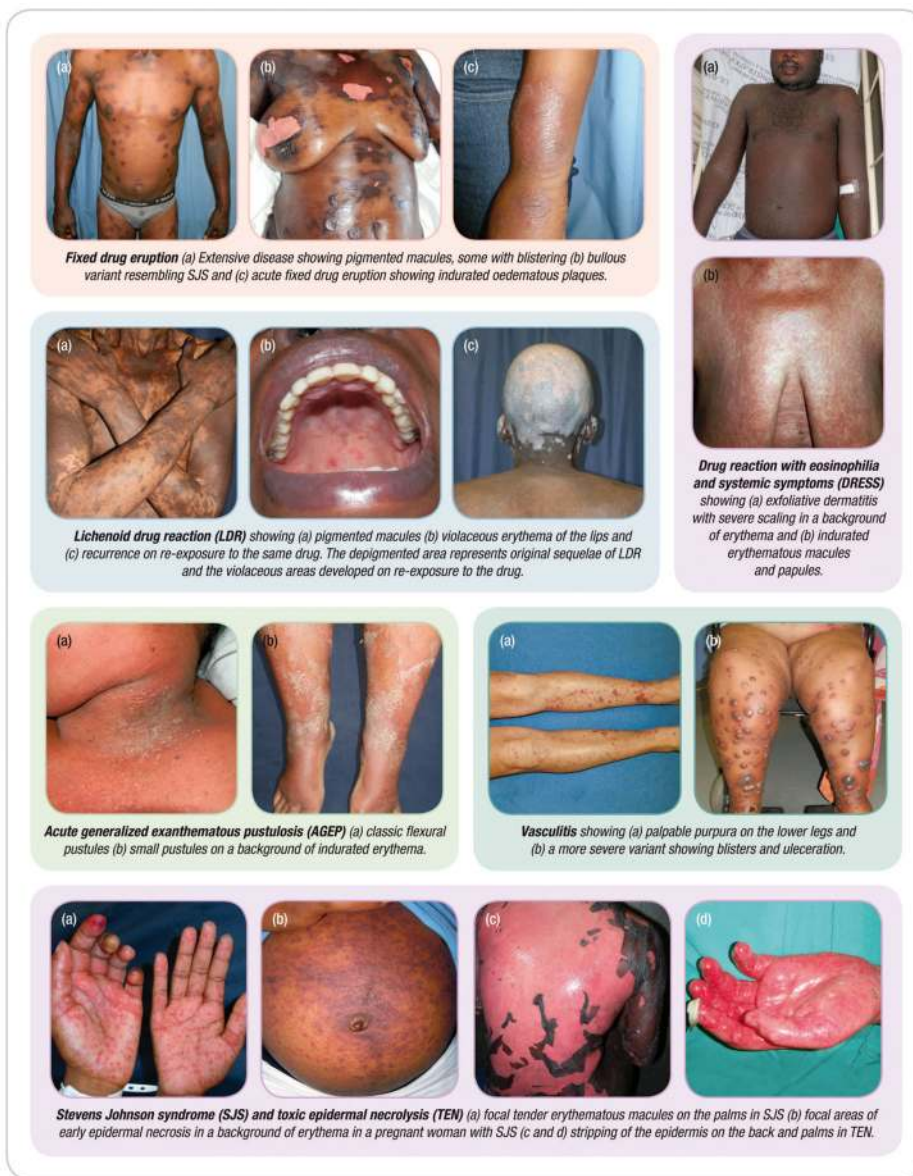 (a)
(b)
(c)
Fixed drug eruption (a) Extensive disease showing pigmented macules, some with blistering (b) bullous
variant resembling SJS and (c) acute fixed drug eruption showing indurated oedematous plaques.
(a)
(b)
(c)
Lichenoid drug reaction (LDR) showing (a) pigmented macules (b) violaceous erythema of the lips and
(c) recurrence on re-exposure to the same drug. The depigmented area represents original sequelae of LDR
and the violaceous areas developed on re-exposure to the drug.
(a)
(b)
Drug reaction with eosinophilia
and systemic symptoms (DRESS)
showing (a) exfoliative dermatitis
with severe scaling in a background
of erythema and (b) indurated
erythematous macules
and papules.
(a)
(b)
Acute generalized exanthematous pustulosis (AGEP) (a) classic flexural
pustules (b) small pustules on a background of indurated erythema.
(a)
(b)
Vasculitis showing (a) palpable purpura on the lower legs and
(b) a more severe variant showing blisters and uleceration.
(a)
(b)
(c)
(d)
Stevens Johnson syndrome (SJS) and toxic epidermal necrolysis (TEN) (a) focal tender erythematous macules on the palms in SJS (b) focal areas of
early epidermal necrosis in a background of erythema in a pregnant woman with SJS (c and d) stripping of the epidermis on the back and palms in TEN.